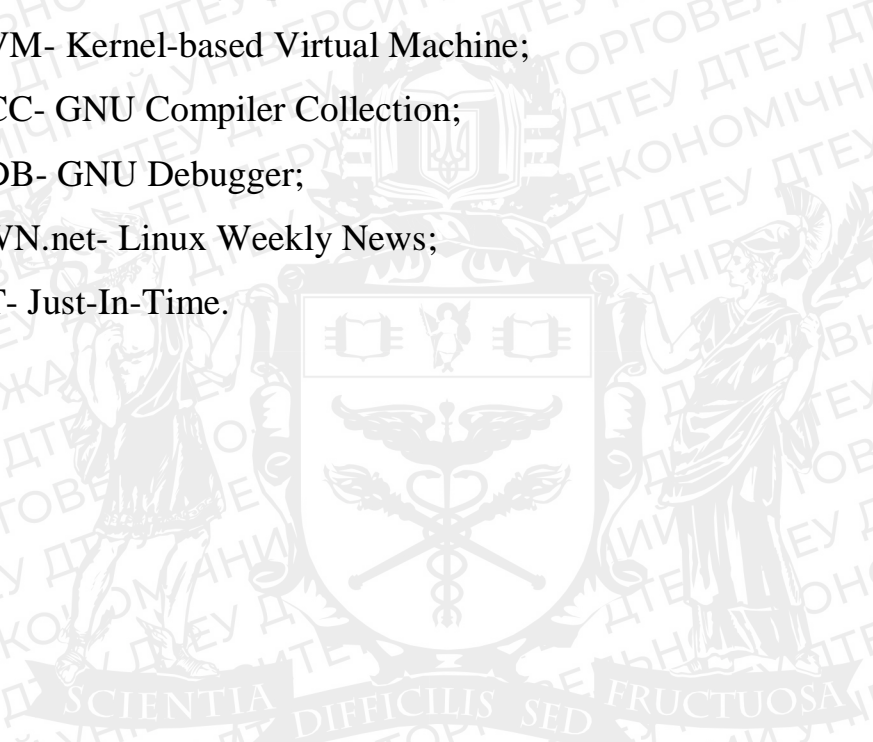 VM- Kernel-based Virtual Machine;
CC- GNU Compiler Collection;
DB- GNU Debugger;
WN.net- Linux Weekly News;
T- Just-In-Time.
SCIENTIA DIFFICILIS SED FRUCTUOSA